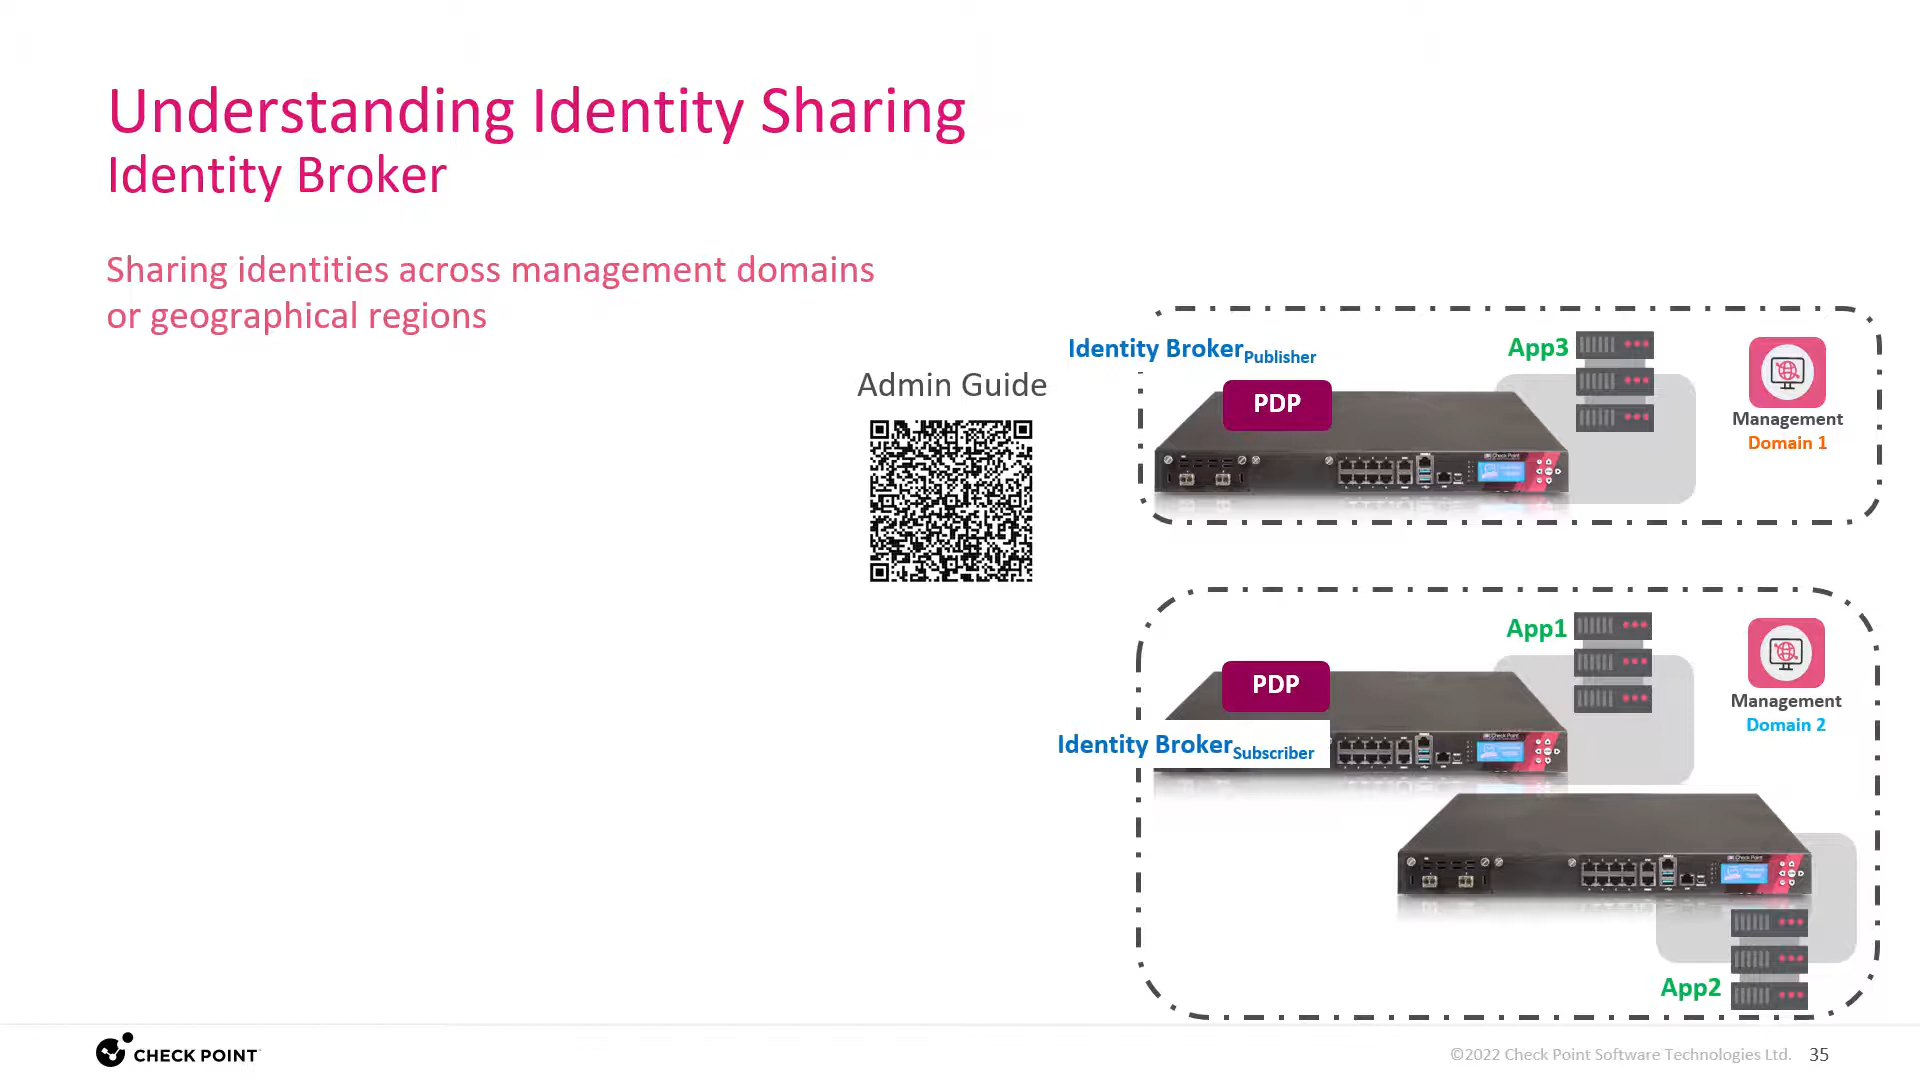 Understanding Identity Sharing
Identity Broker
Sharing identities across management domains
or geographical regions
Admin Guide
Identity BrokerPublisher
PDP
App3
Management
Domain 1
App1
PDP
Management
Domain 2
Identity BrokerSubscriber
App2
CHECK POINT
©2022 Check Point Software Technologies Ltd. 35